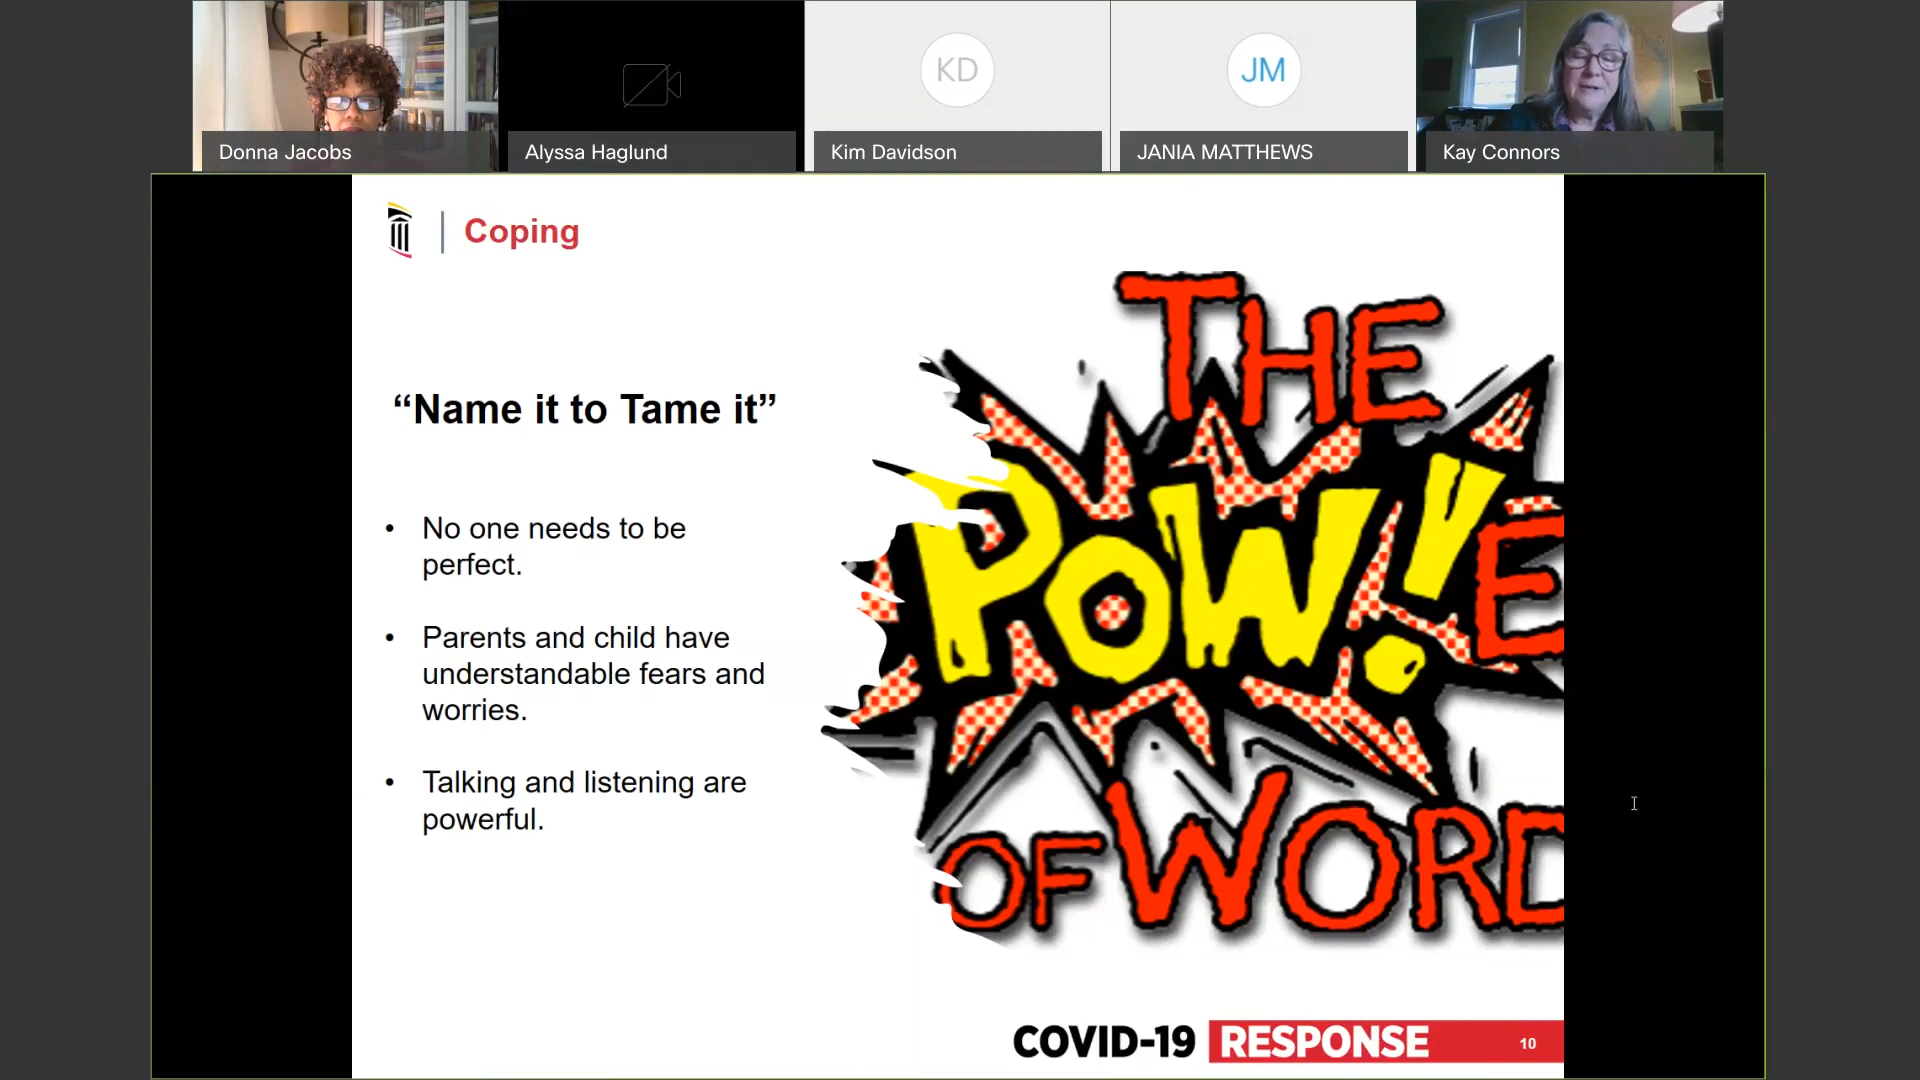 KD
JM
Donna Jacobs
Alyssa Haglund
Kim Davidson
JANIA MATTHEWS
Kay Connors
Coping
“Name it to Tame it”
• No one needs to be
perfect.
• Parents and child have
understandable fears and
worries.
• Talking and listening are
powerful.
THE
POW!E
OF WORD
COVID-19 RESPONSE
10